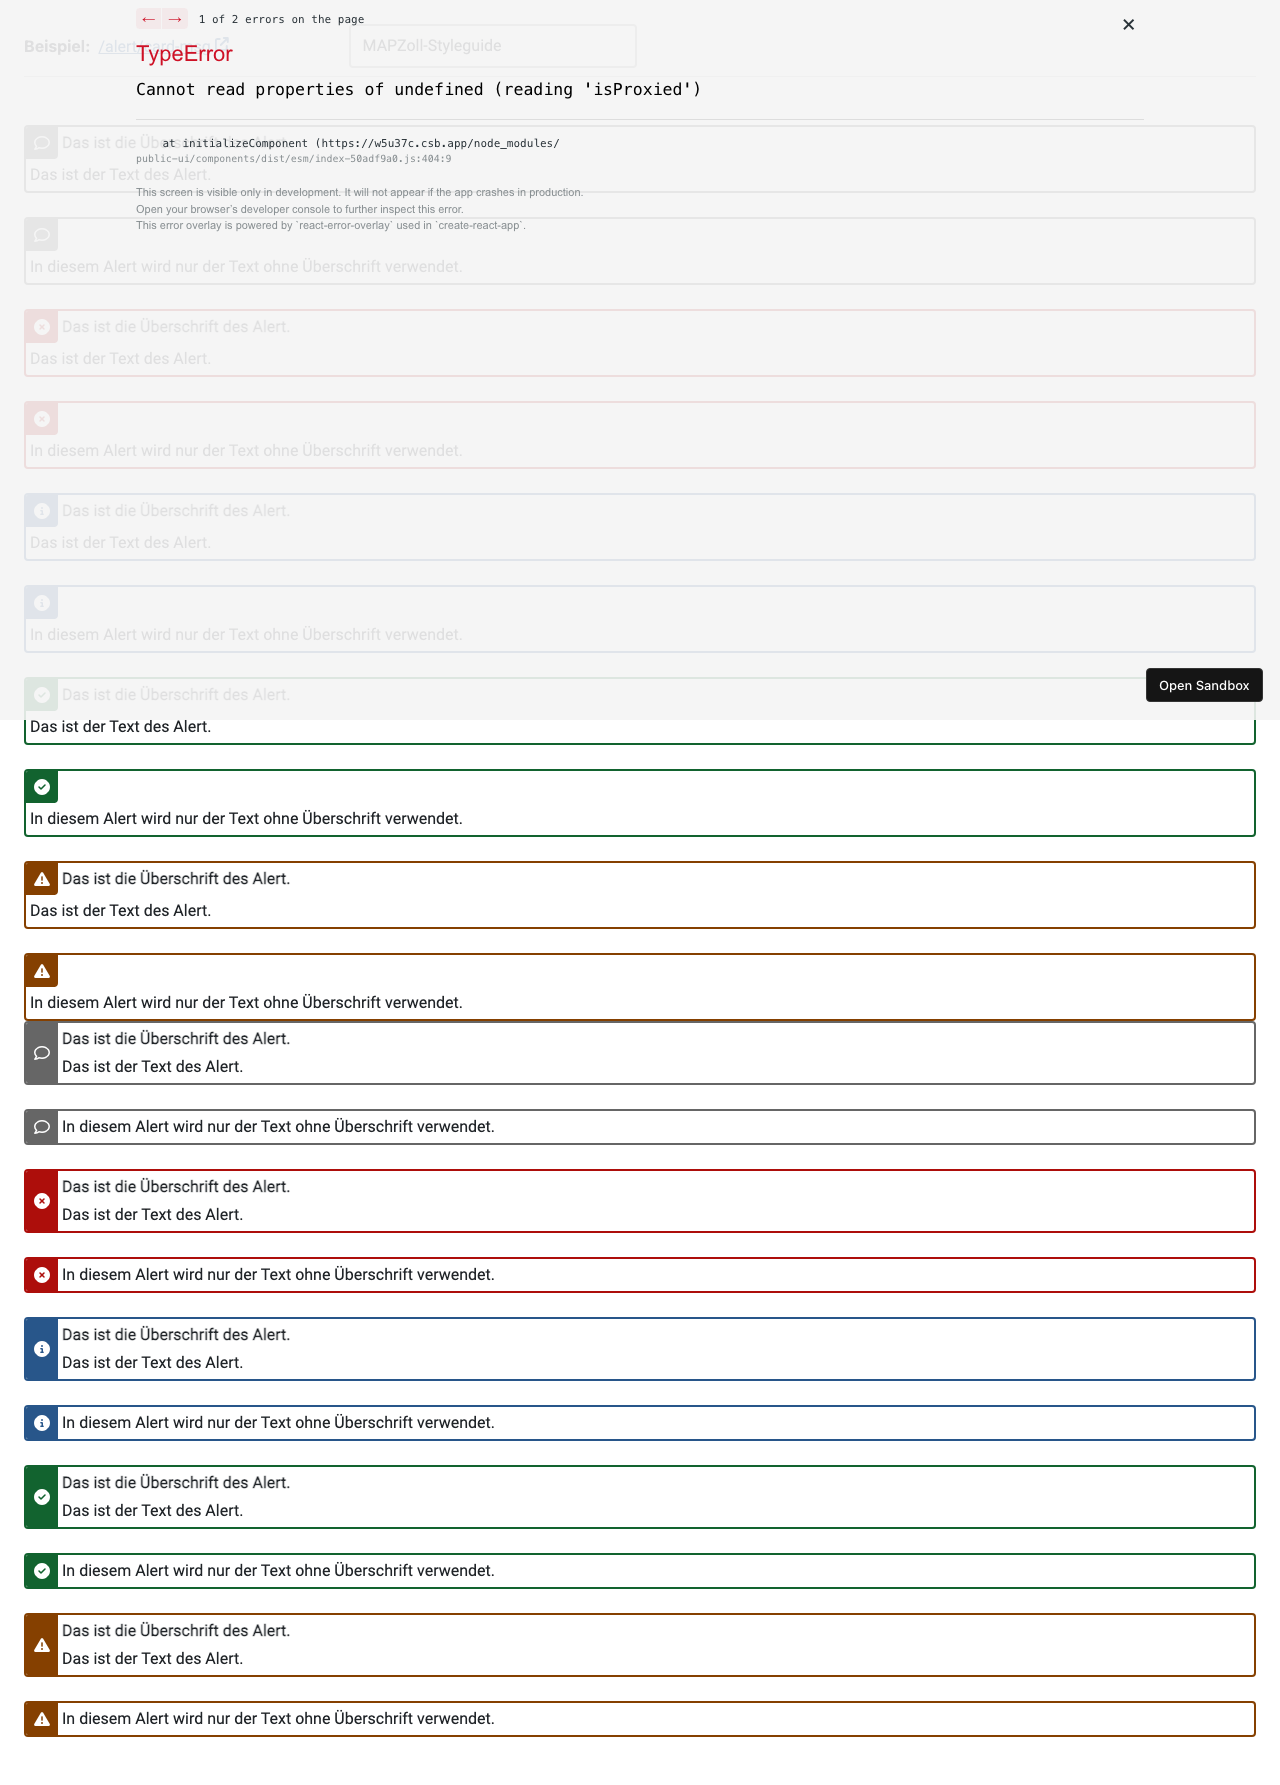 ← → 1 of 2 errors on the page
Beispiel: /alert/card-msg
MAPZoll-Styleguide
TypeError
Cannot read properties of undefined (reading 'isProxied')
Das ist die Überschrift des Alert.
at initializeComponent (https://w5u37c.csb.app/node_modules/
public-ui/components/dist/esm/index-50adf9a0.js:404:9
Das ist der Text des Alert.
This screen is visible only in development. It will not appear if the app crashes in production.
Open your browser’s developer console to further inspect this error.
This error overlay is powered by `react-error-overlay` used in `create-react-app`.
In diesem Alert wird nur der Text ohne Überschrift verwendet.
Das ist die Überschrift des Alert.
Das ist der Text des Alert.
In diesem Alert wird nur der Text ohne Überschrift verwendet.
Das ist die Überschrift des Alert.
Das ist der Text des Alert.
In diesem Alert wird nur der Text ohne Überschrift verwendet.
Das ist die Überschrift des Alert.
Open Sandbox
Das ist der Text des Alert.
In diesem Alert wird nur der Text ohne Überschrift verwendet.
Das ist die Überschrift des Alert.
Das ist der Text des Alert.
In diesem Alert wird nur der Text ohne Überschrift verwendet.
Das ist die Überschrift des Alert.
Das ist der Text des Alert.
In diesem Alert wird nur der Text ohne Überschrift verwendet.
Das ist die Überschrift des Alert.
Das ist der Text des Alert.
In diesem Alert wird nur der Text ohne Überschrift verwendet.
Das ist die Überschrift des Alert.
Das ist der Text des Alert.
In diesem Alert wird nur der Text ohne Überschrift verwendet.
Das ist die Überschrift des Alert.
Das ist der Text des Alert.
In diesem Alert wird nur der Text ohne Überschrift verwendet.
Das ist die Überschrift des Alert.
Das ist der Text des Alert.
In diesem Alert wird nur der Text ohne Überschrift verwendet.